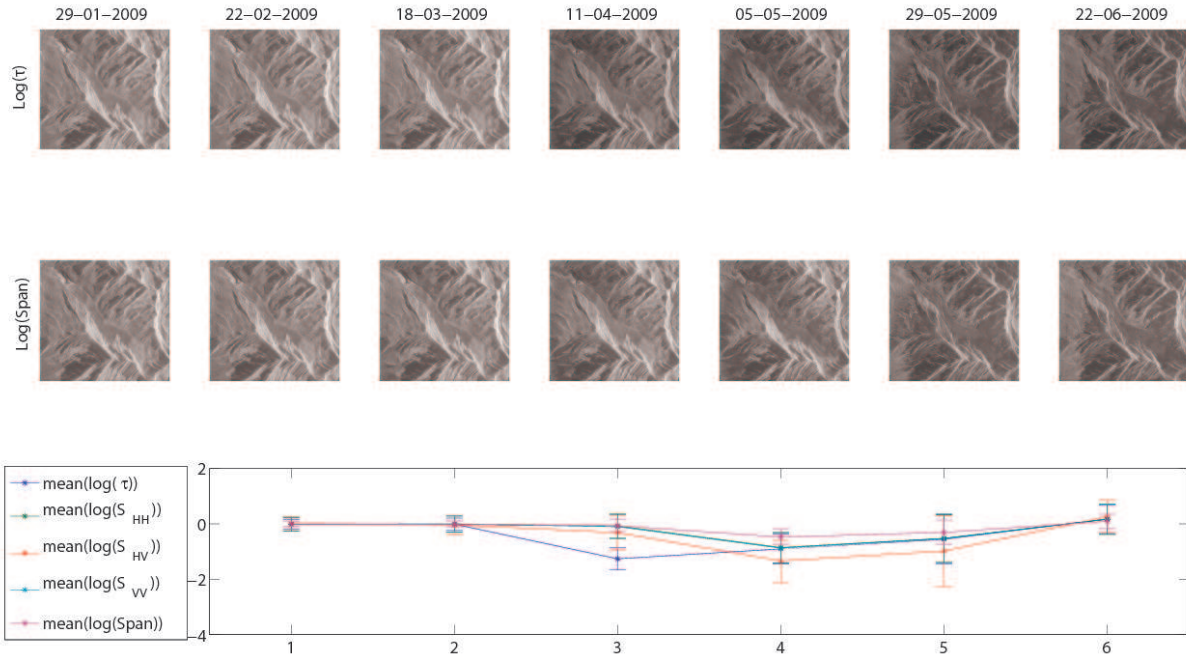 29–01–2009 22–02–2009 18–03–2009 11–04–2009 05–05–2009 29–05–2009 22–06–2009
Log(τ)
Log(Span)
mean(log( τ))
mean(log(S HH))
mean(log(S HV))
mean(log(S VV))
mean(log(Span))
2
0
−2
−4
1 2 3 4 5 6